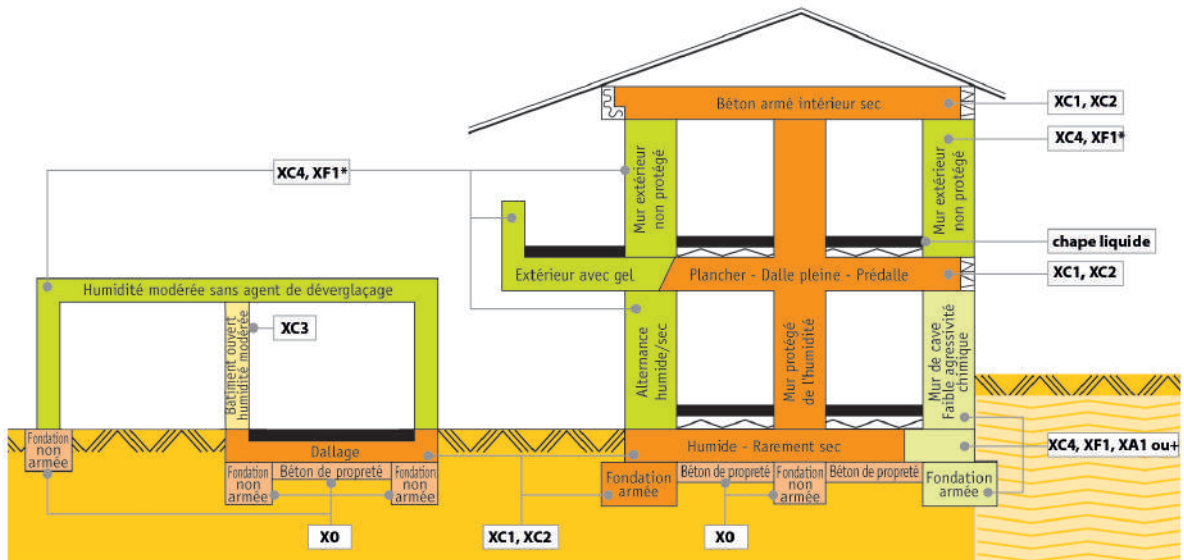 Béton armé intérieur sec
XC1, XC2
XC4, XF1*
XC4, XF1*
Mur extérieur
non protégé
Mur extérieur
non protégé
chape liquide
Extérieur avec gel
Plancher - Dalle pleine - Prédalle
XC1, XC2
Humidité modérée sans agent de déverglaçage
XC3
Bâtiment ouvert
humidité modérée
Alternance
humide/sec
Mur protégé
de l'humidité
Mur de cave
Faible agressivité
chimique
Fondation
non
armée
Dallage
Humide - Rarement sec
XC4, XF1, XA1 ou+
Fondation
non
armée
Béton de propreté
Fondation
non
armée
Fondation
armée
Béton de propreté
Fondation
non
armée
Béton de propreté
Fondation
armée
X0
XC1, XC2
X0